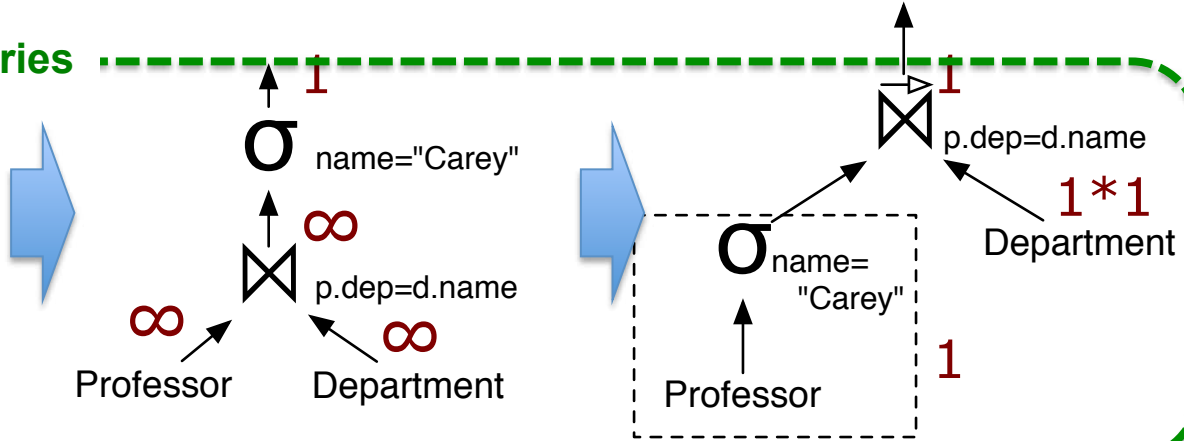 ries
1
σ name="Carey"
∞
⋈ p.dep=d.name
∞ ∞
Professor Department
1
⋈ p.dep=d.name
1*1
Department
σ name=
"Carey"
1
Professor